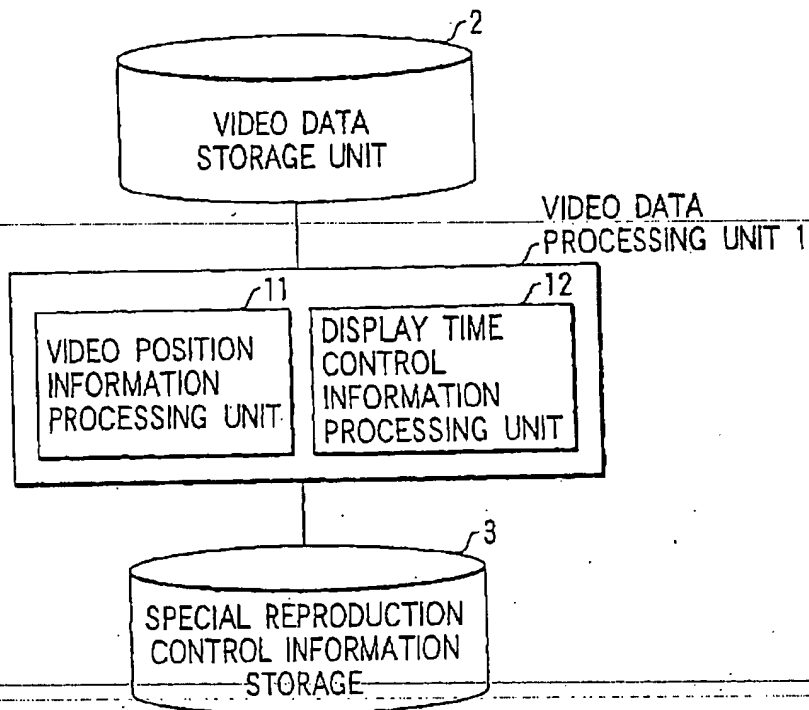 2
VIDEO DATA
STORAGE UNIT
VIDEO DATA
PROCESSING UNIT 1
11
VIDEO POSITION
INFORMATION
PROCESSING UNIT
12
DISPLAY TIME
CONTROL
INFORMATION
PROCESSING UNIT
3
SPECIAL REPRODUCTION
CONTROL INFORMATION
STORAGE